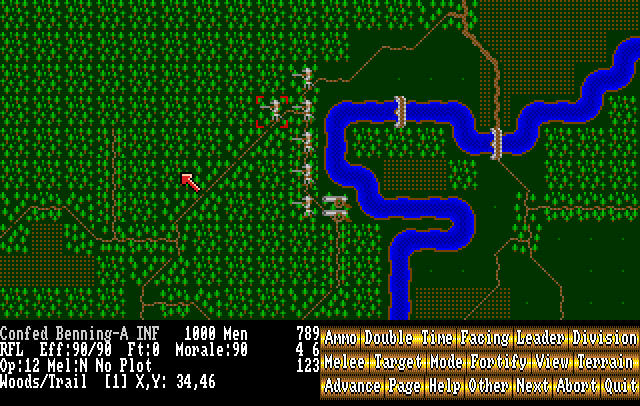 Confed Benning-A INF 1000 Men 789
RFL Eff:90/90 Ft:0 Morale:90 4 6
Op:12 Mel:N No Plot 123
Woods/Trail [1] X,Y: 34,46
Ammo Double Time Facing Leader Division
Melee Target Mode Fortify View Terrain
Advance Page Help Other Next Abort Quit